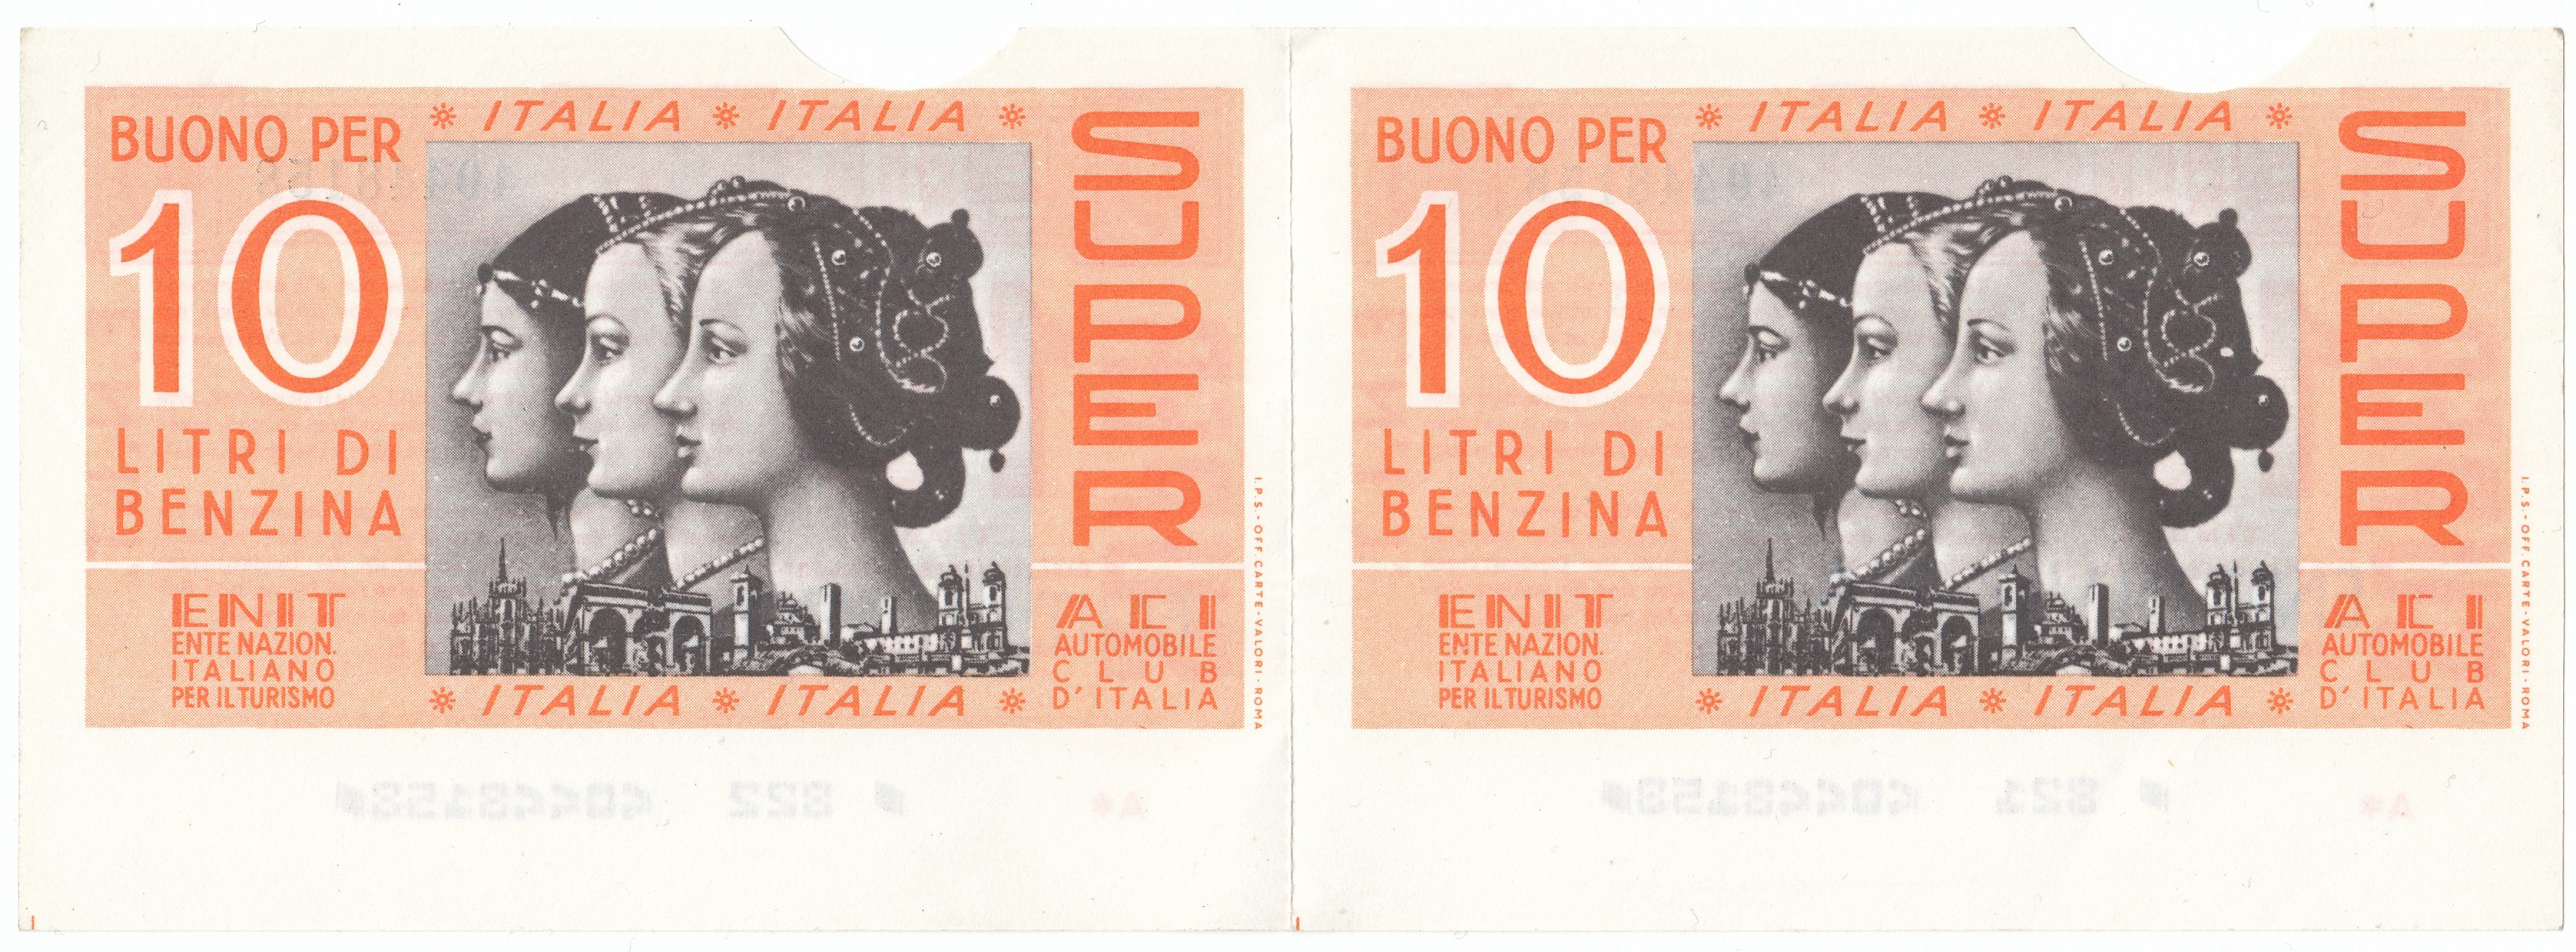 ITALIA ITALIA
BUONO PER
10
LITRI DI
BENZINA
SUPER
ENIT
ENTE NAZION.
ITALIANO
PER IL TURISMO
ACI
AUTOMOBILE
CLUB
D'ITALIA
ITALIA ITALIA
I.P.S. - OFF. CARTE-VALORI - ROMA
ITALIA ITALIA
BUONO PER
10
LITRI DI
BENZINA
SUPER
ENIT
ENTE NAZION.
ITALIANO
PER IL TURISMO
ACI
AUTOMOBILE
CLUB
D'ITALIA
ITALIA ITALIA
I.P.S. - OFF. CARTE-VALORI - ROMA